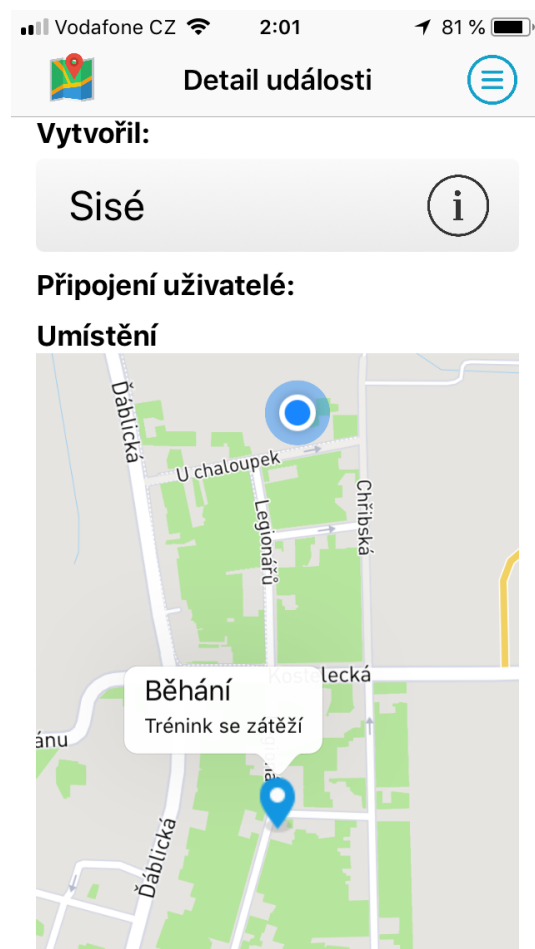 Vodafone CZ 2:01 81 %
Detail události
Vytvořil:
Sisé
i
Připojení uživatelé:
Umístění
Ďáblická
U chaloupek
Legionářů
Chřibská
Kostelecká
Běhání
Trénink se zátěží
ánu
Ďáblická